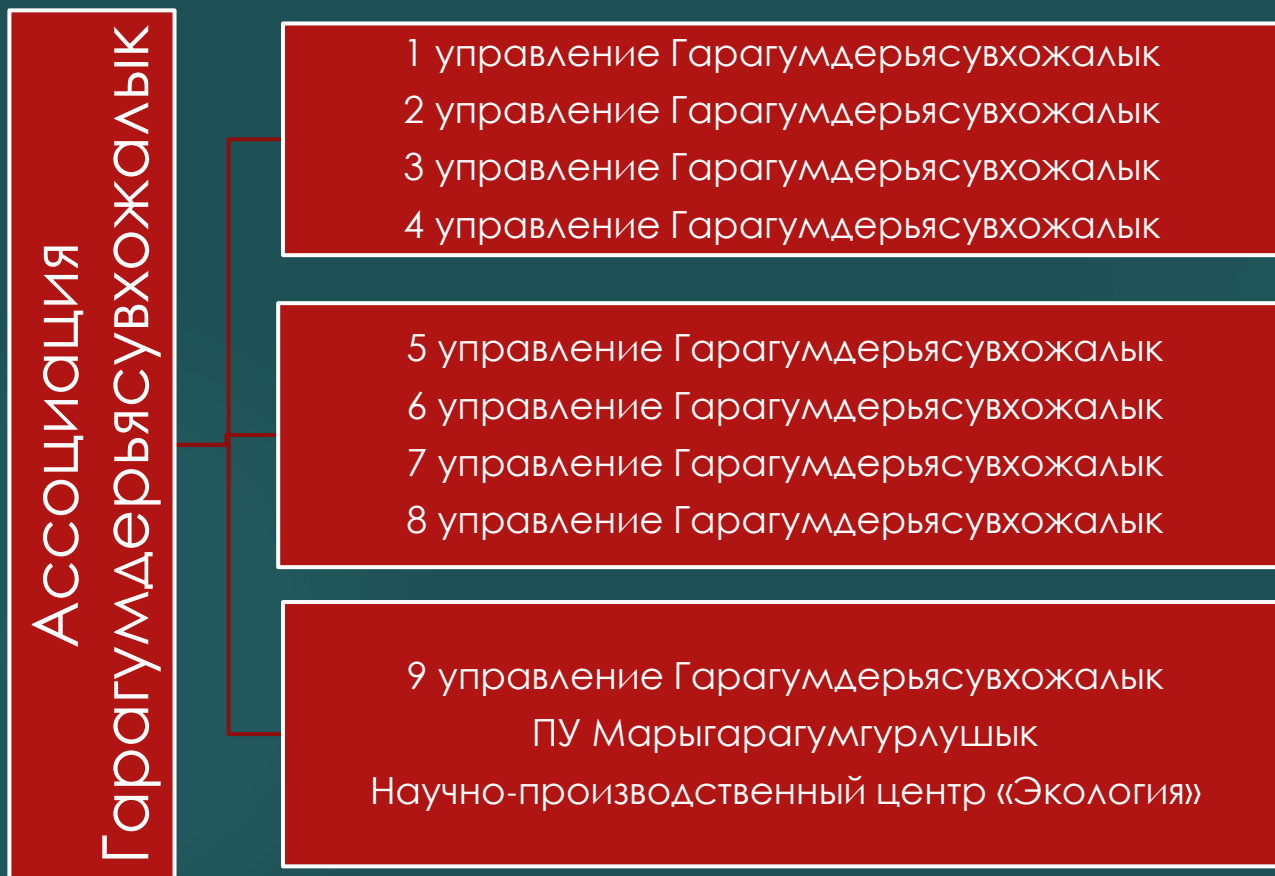 Ассоциация
Гарагумдерьясувхожалык
1 управление Гарагумдерьясувхожалык
2 управление Гарагумдерьясувхожалык
3 управление Гарагумдерьясувхожалык
4 управление Гарагумдерьясувхожалык
5 управление Гарагумдерьясувхожалык
6 управление Гарагумдерьясувхожалык
7 управление Гарагумдерьясувхожалык
8 управление Гарагумдерьясувхожалык
9 управление Гарагумдерьясувхожалык
ПУ Марыгарагумгурлушык
Научно-производственный центр «Экология»